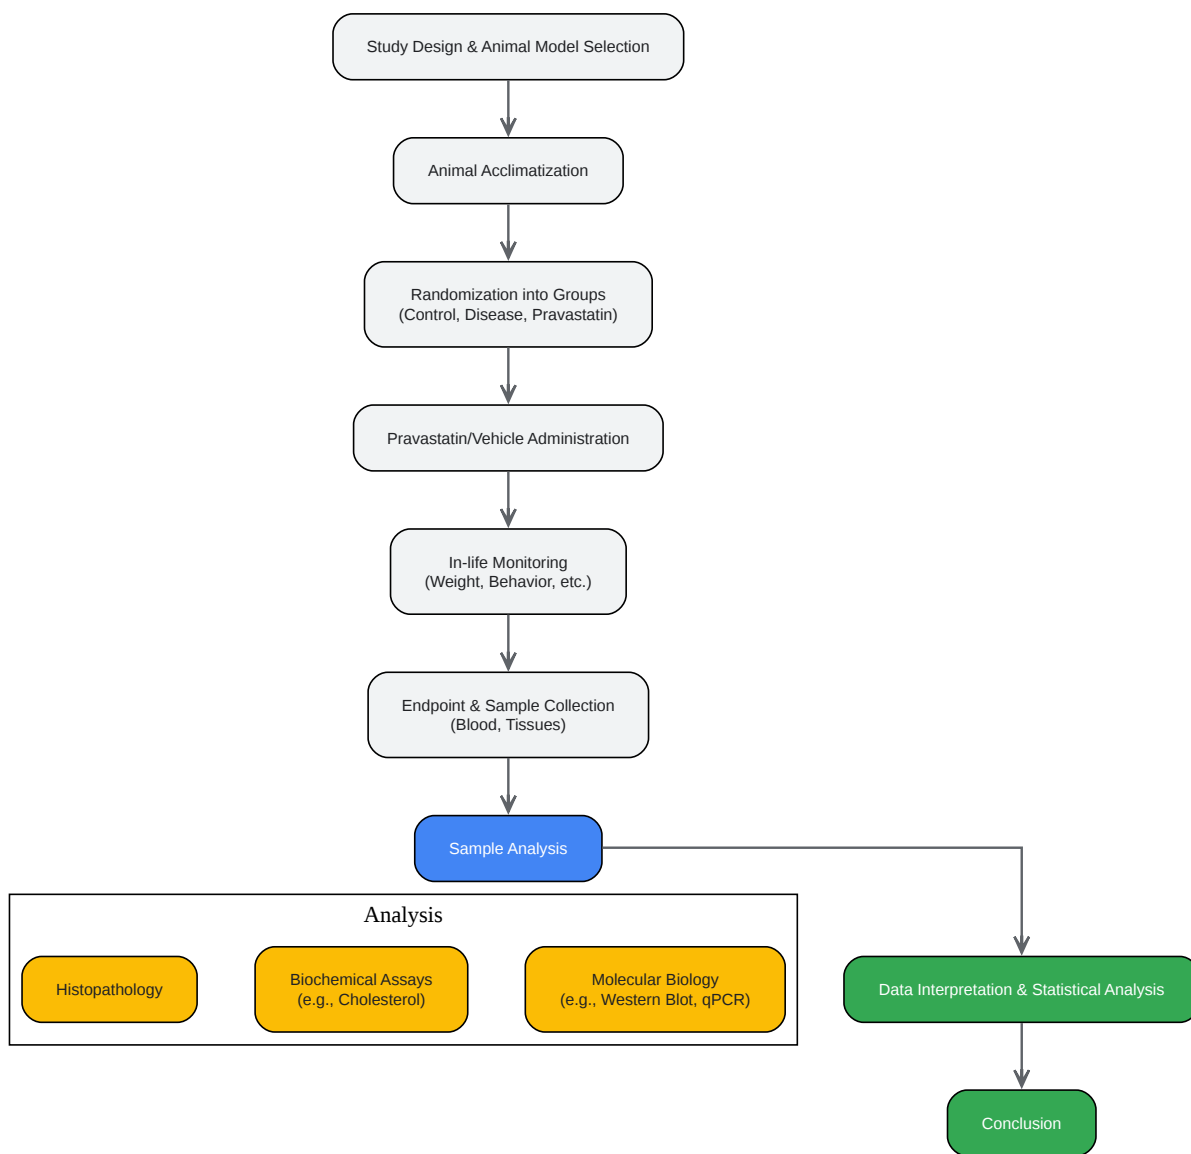 Study Design & Animal Model Selection
Animal Acclimatization
Randomization into Groups
(Control, Disease, Pravastatin)
Pravastatin/Vehicle Administration
In-life Monitoring
(Weight, Behavior, etc.)
Endpoint & Sample Collection
(Blood, Tissues)
Sample Analysis
Analysis
Histopathology
Biochemical Assays
(e.g., Cholesterol)
Molecular Biology
(e.g., Western Blot, qPCR)
Data Interpretation & Statistical Analysis
Conclusion